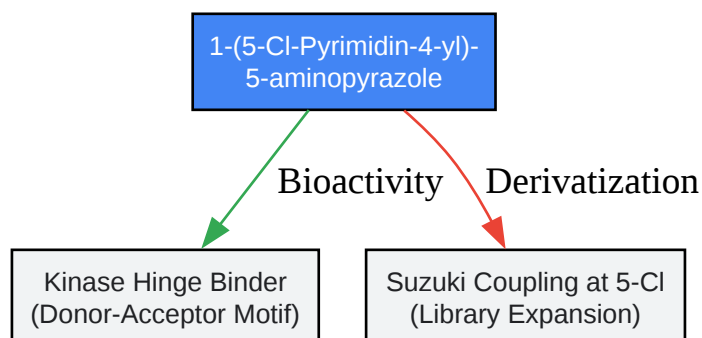 1-(5-Cl-Pyrimidin-4-yl)-
5-aminopyrazole
Bioactivity
Derivatization
Kinase Hinge Binder
(Donor-Acceptor Motif)
Suzuki Coupling at 5-Cl
(Library Expansion)